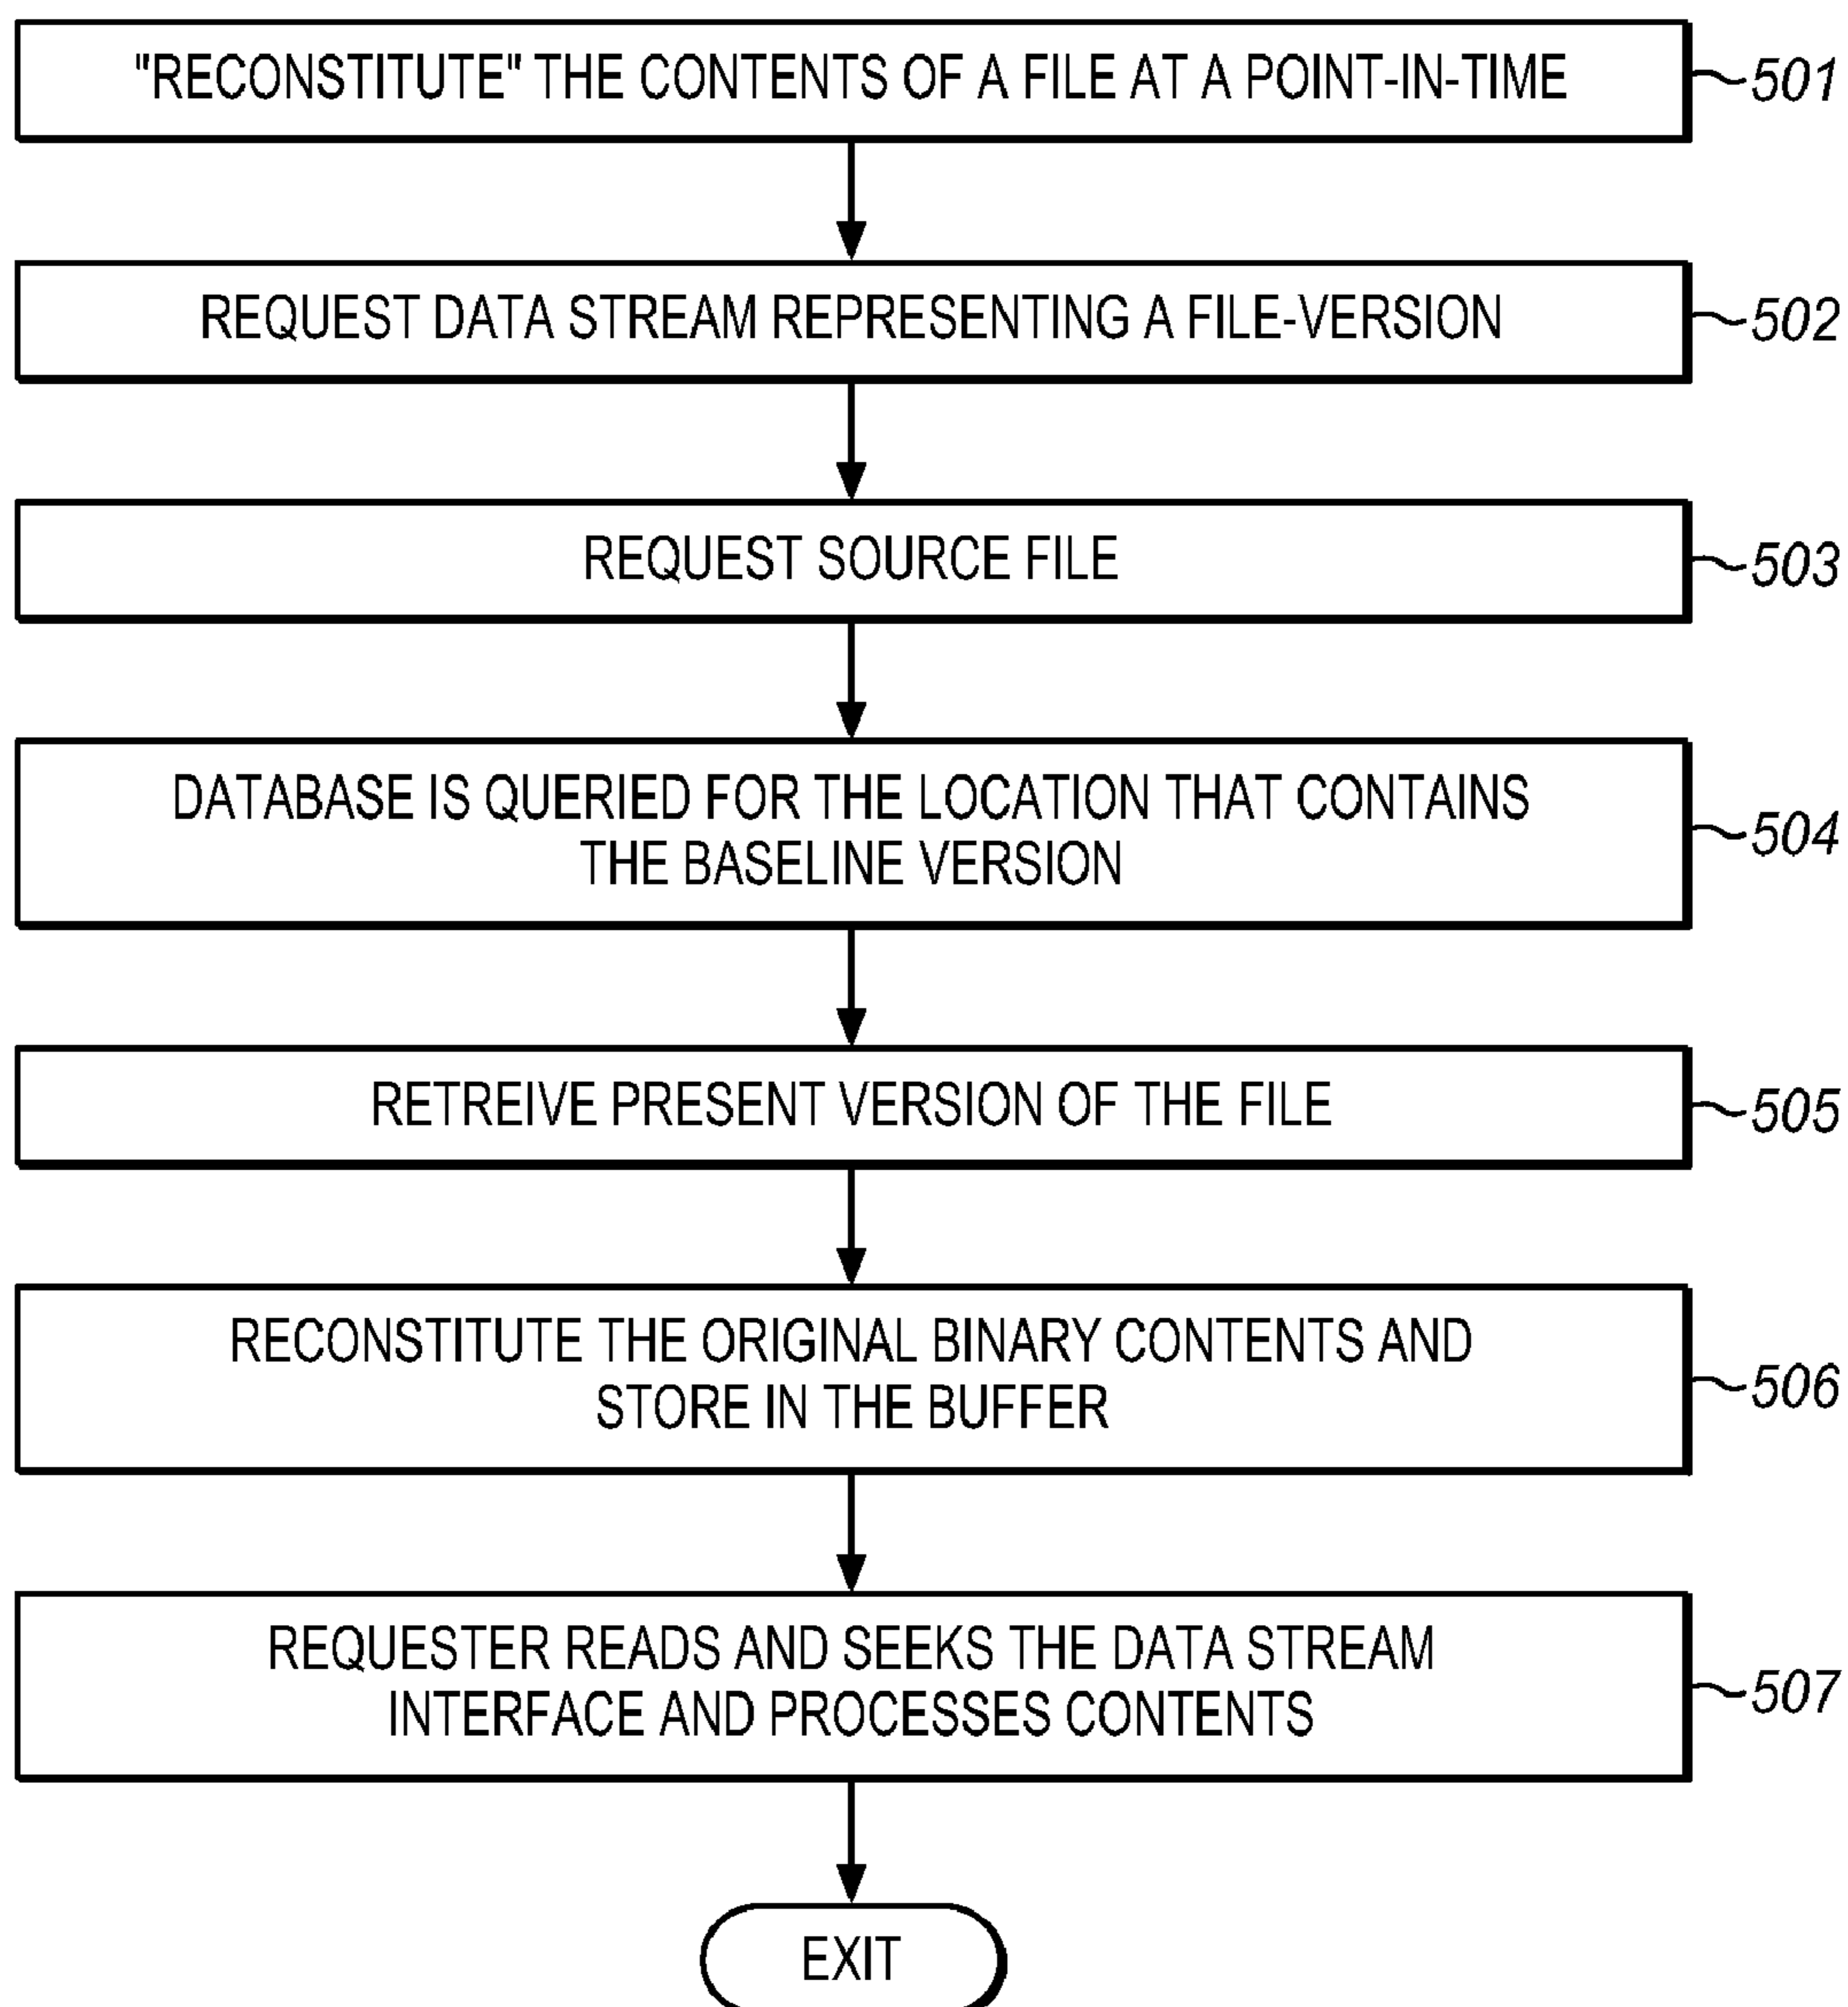 "RECONSTITUTE" THE CONTENTS OF A FILE AT A POINT-IN-TIME
501
REQUEST DATA STREAM REPRESENTING A FILE-VERSION
502
REQUEST SOURCE FILE
503
DATABASE IS QUERIED FOR THE LOCATION THAT CONTAINS
THE BASELINE VERSION
504
RETREIVE PRESENT VERSION OF THE FILE
505
RECONSTITUTE THE ORIGINAL BINARY CONTENTS AND
STORE IN THE BUFFER
506
REQUESTER READS AND SEEKS THE DATA STREAM
INTERFACE AND PROCESSES CONTENTS
507
EXIT